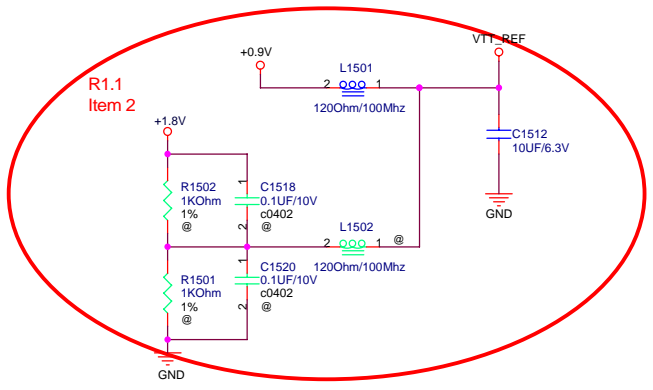 VTT_REF
+0.9V
L1501
2
1
120Ohm/100Mhz
R1.1
Item 2
+1.8V
C1512
10UF/6.3V
GND
R1502
1KOhm
1%
@
1
C1518
0.1UF/10V
c0402
2
@
L1502
2
1
@
120Ohm/100Mhz
R1501
1KOhm
1%
@
1
C1520
0.1UF/10V
c0402
2
@
GND